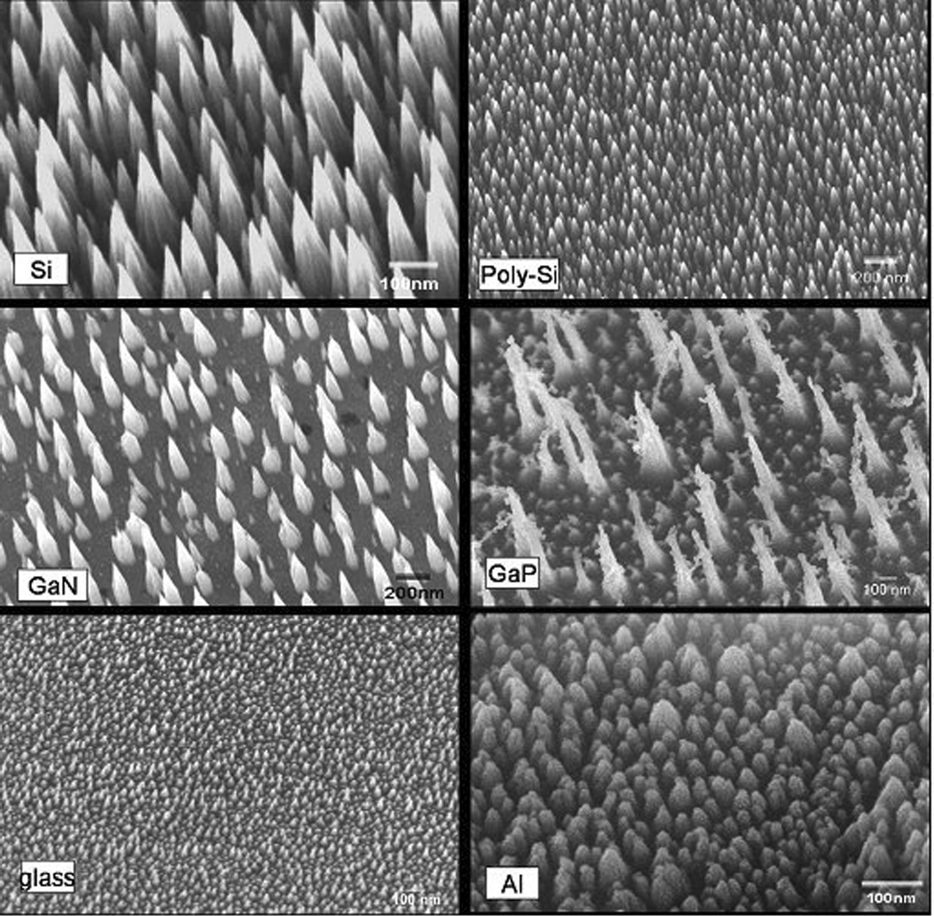 Si
100nm
Poly-Si
200 nm
GaN
200nm
GaP
100 nm
glass
100 nm
Al
100nm